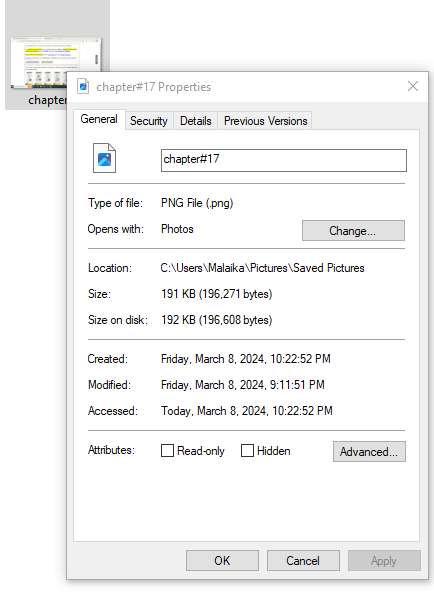 chapter
chapter#17 Properties
General Security Details Previous Versions
chapter#17
Type of file: PNG File (.png)
Opens with: Photos Change...
Location: C:\Users\Malaika\Pictures\Saved Pictures
Size: 191 KB (196,271 bytes)
Size on disk: 192 KB (196,608 bytes)
Created: Friday, March 8, 2024, 10:22:52 PM
Modified: Friday, March 8, 2024, 9:11:51 PM
Accessed: Today, March 8, 2024, 10:22:52 PM
Attributes: Read-only Hidden Advanced...
OK Cancel Apply